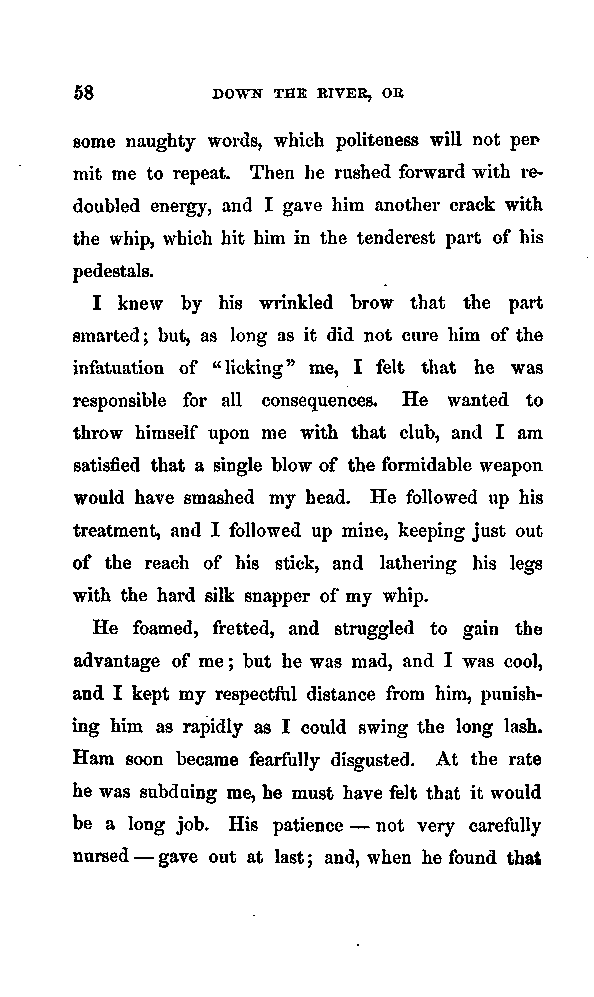 58 DOWN THE RIVER, OR
some naughty words, which politeness will not per-
mit me to repeat. Then he rushed forward with re-
doubled energy, and I gave him another crack with
the whip, which hit him in the tenderest part of his
pedestals.
I knew by his wrinkled brow that the part
smarted; but, as long as it did not cure him of the
infatuation of "licking" me, I felt that he was
responsible for all consequences. He wanted to
throw himself upon me with that club, and I am
satisfied that a single blow of the formidable weapon
would have smashed my head. He followed up his
treatment, and I followed up mine, keeping just out
of the reach of his stick, and lathering his legs
with the hard silk snapper of my whip.
He foamed, fretted, and struggled to gain the
advantage of me; but he was mad, and I was cool,
and I kept my respectful distance from him, punish-
ing him as rapidly as I could swing the long lash.
Ham soon became fearfully disgusted. At the rate
he was subduing me, he must have felt that it would
be a long job. His patience — not very carefully
nursed — gave out at last; and, when he found that